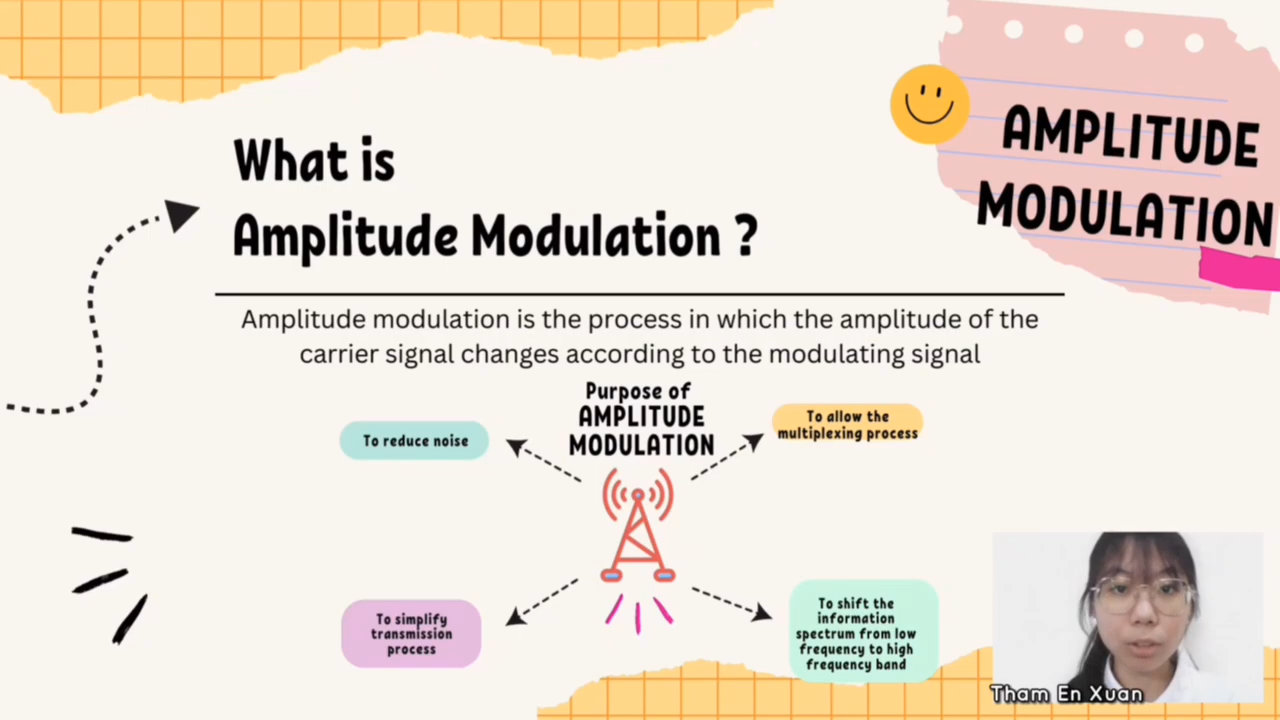 What is
Amplitude Modulation ?
AMPLITUDE
MODULATION
Amplitude modulation is the process in which the amplitude of the
carrier signal changes according to the modulating signal
Purpose of
AMPLITUDE
MODULATION
To reduce noise
To allow the
multiplexing process
To simplify
transmission
process
To shift the
information
spectrum from low
frequency to high
frequency band
Tham En Xuan